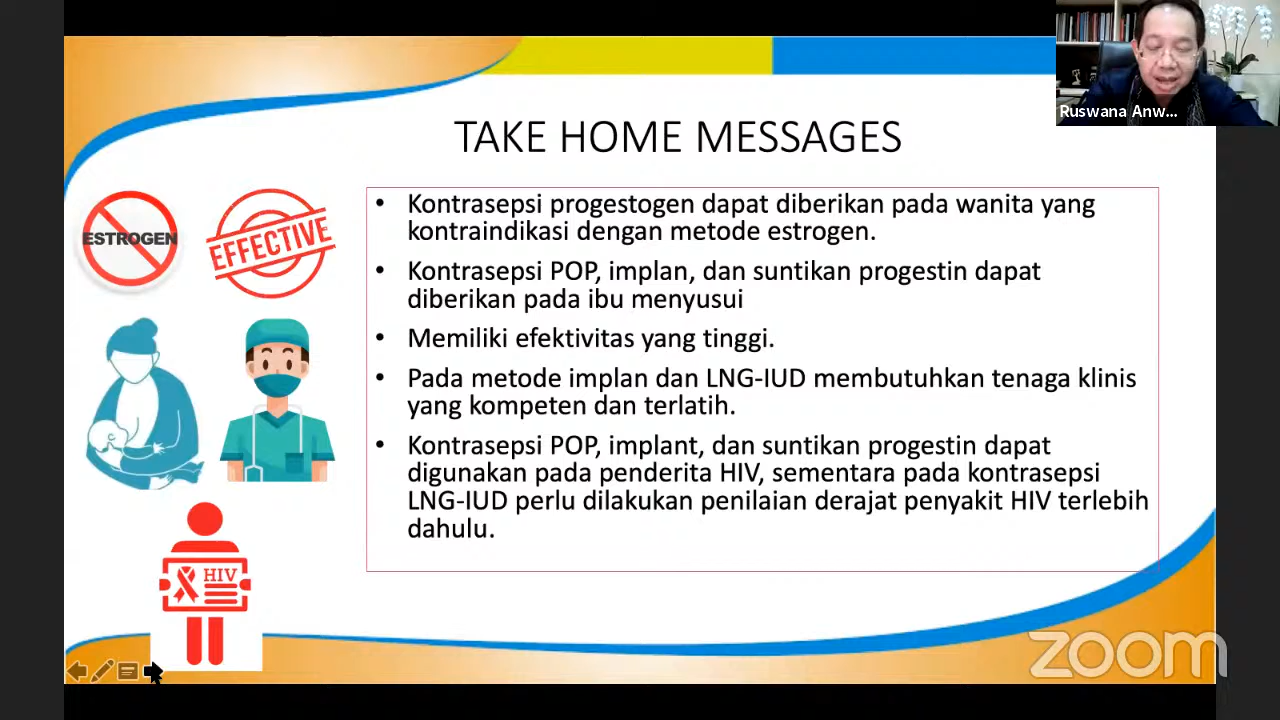 Ruswana Anw...
TAKE HOME MESSAGES
ESTROGEN
EFFECTIVE
• Kontrasepsi progestogen dapat diberikan pada wanita yang
kontraindikasi dengan metode estrogen.
• Kontrasepsi POP, implan, dan suntikan progestin dapat
diberikan pada ibu menyusui
• Memiliki efektivitas yang tinggi.
• Pada metode implan dan LNG-IUD membutuhkan tenaga klinis
yang kompeten dan terlatih.
• Kontrasepsi POP, implant, dan suntikan progestin dapat
digunakan pada penderita HIV, sementara pada kontrasepsi
LNG-IUD perlu dilakukan penilaian derajat penyakit HIV terlebih
dahulu.
HIV
zoom